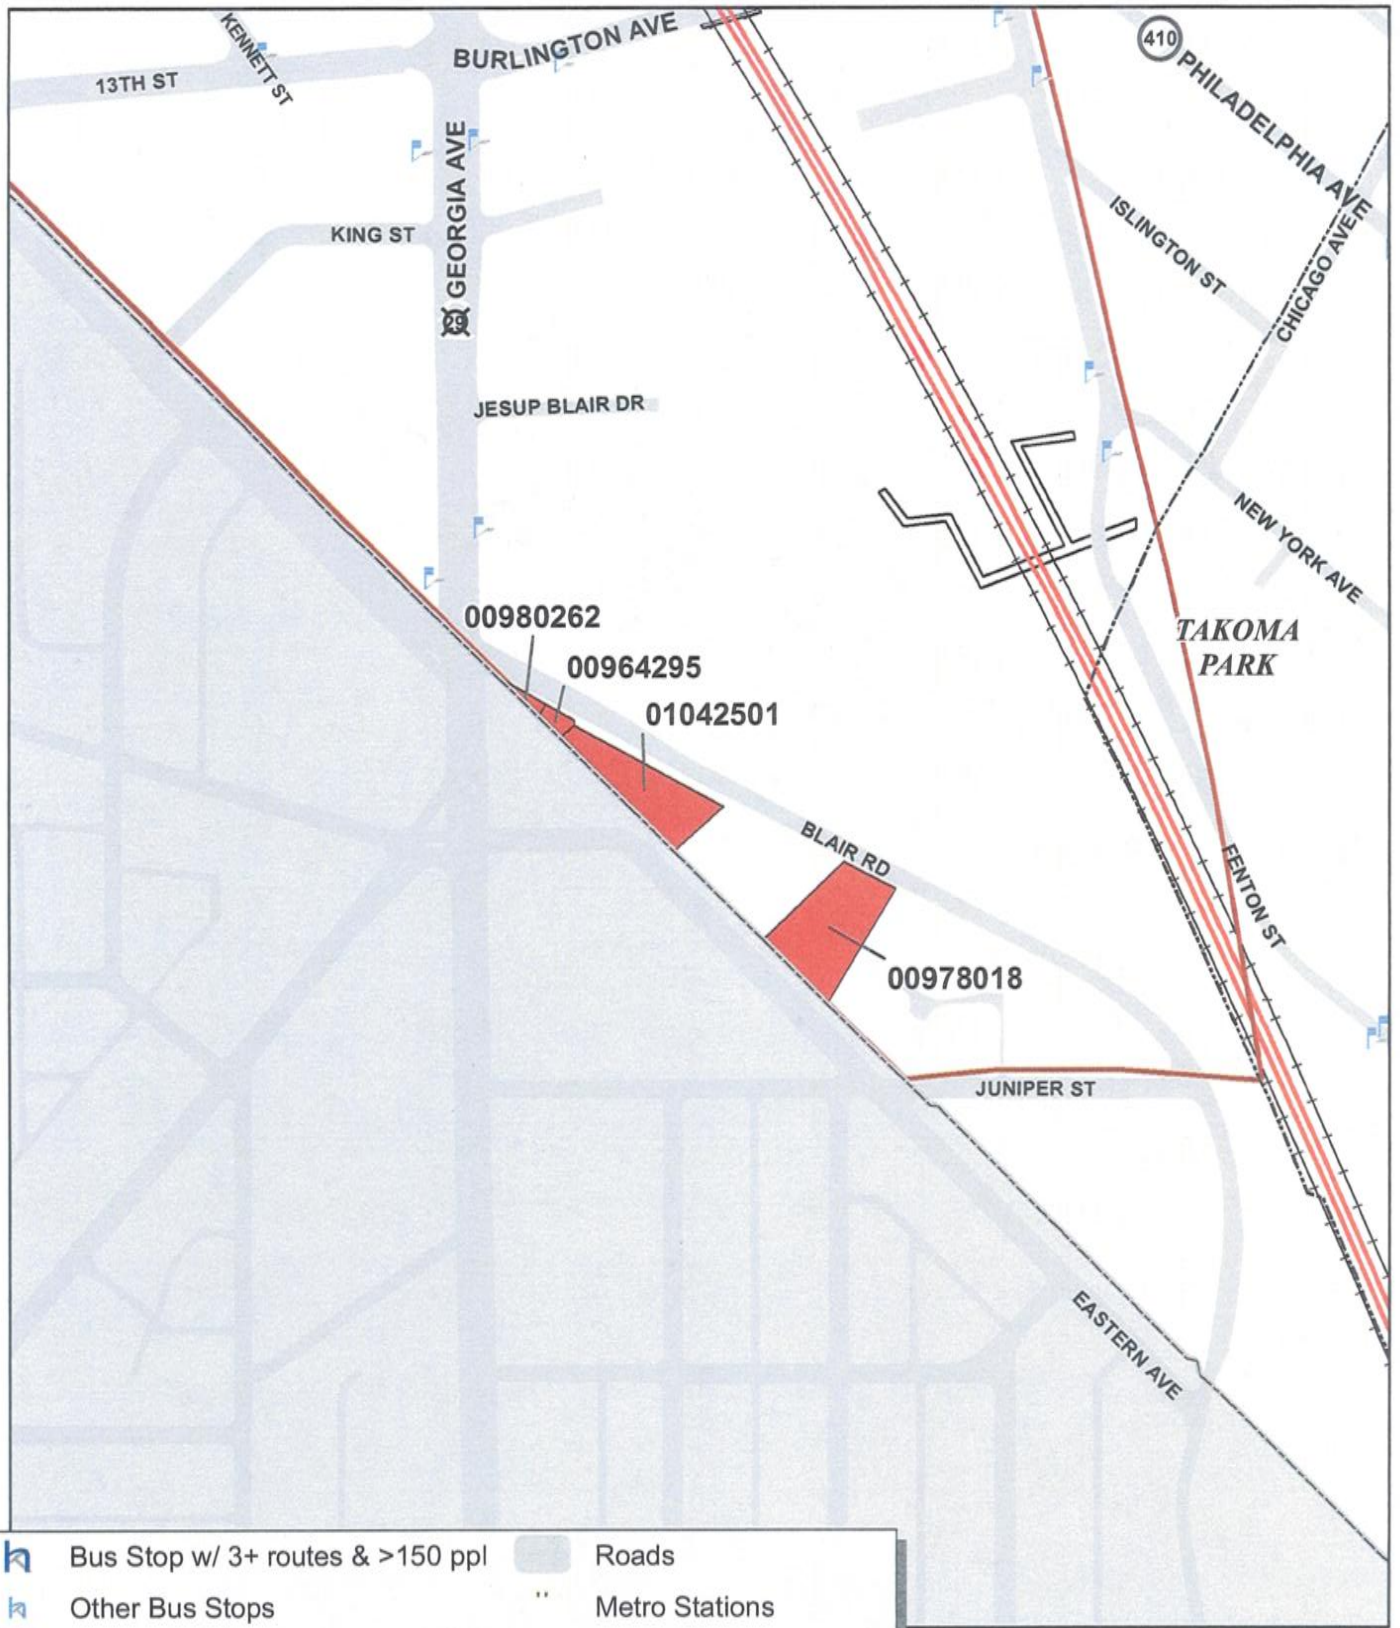 KENNETT ST
BURLINGTON AVE
410
PHILADELPHIA AVE
13TH ST
GEORGIA AVE
29
ISLINGTON ST
CHICAGO AVE
KING ST
JESUP BLAIR DR
NEW YORK AVE
00980262
TAKOMA
PARK
00964295
01042501
BLAIR RD
FENTON ST
00978018
JUNIPER ST
EASTERN AVE
Bus Stop w/ 3+ routes & >150 ppl
Roads
Other Bus Stops
Metro Stations